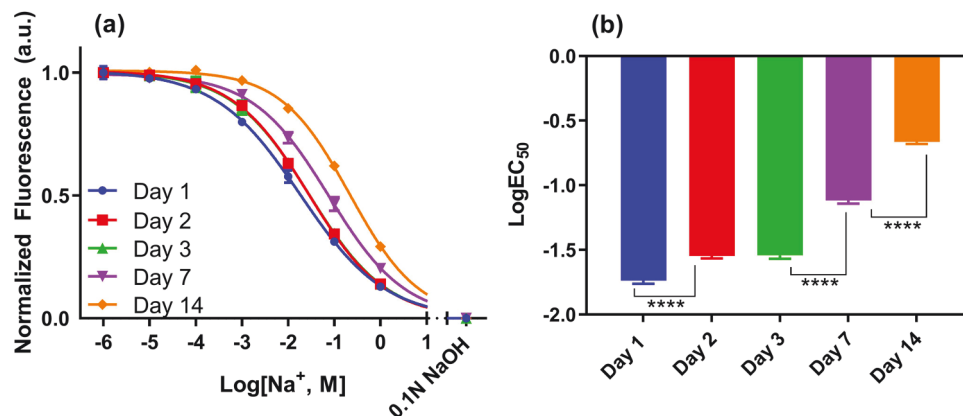 (a)
Normalized Fluorescence (a.u.)
1.0
0.5
0.0
Day 1
Day 2
Day 3
Day 7
Day 14
-6 -5 -4 -3 -2 -1 0 1 0.1N NaOH
Log[Na⁺, M]
(b)
LogEC₅₀
0.0
-0.5
-1.0
-1.5
-2.0
****
****
****
Day 1 Day 2 Day 3 Day 7 Day 14